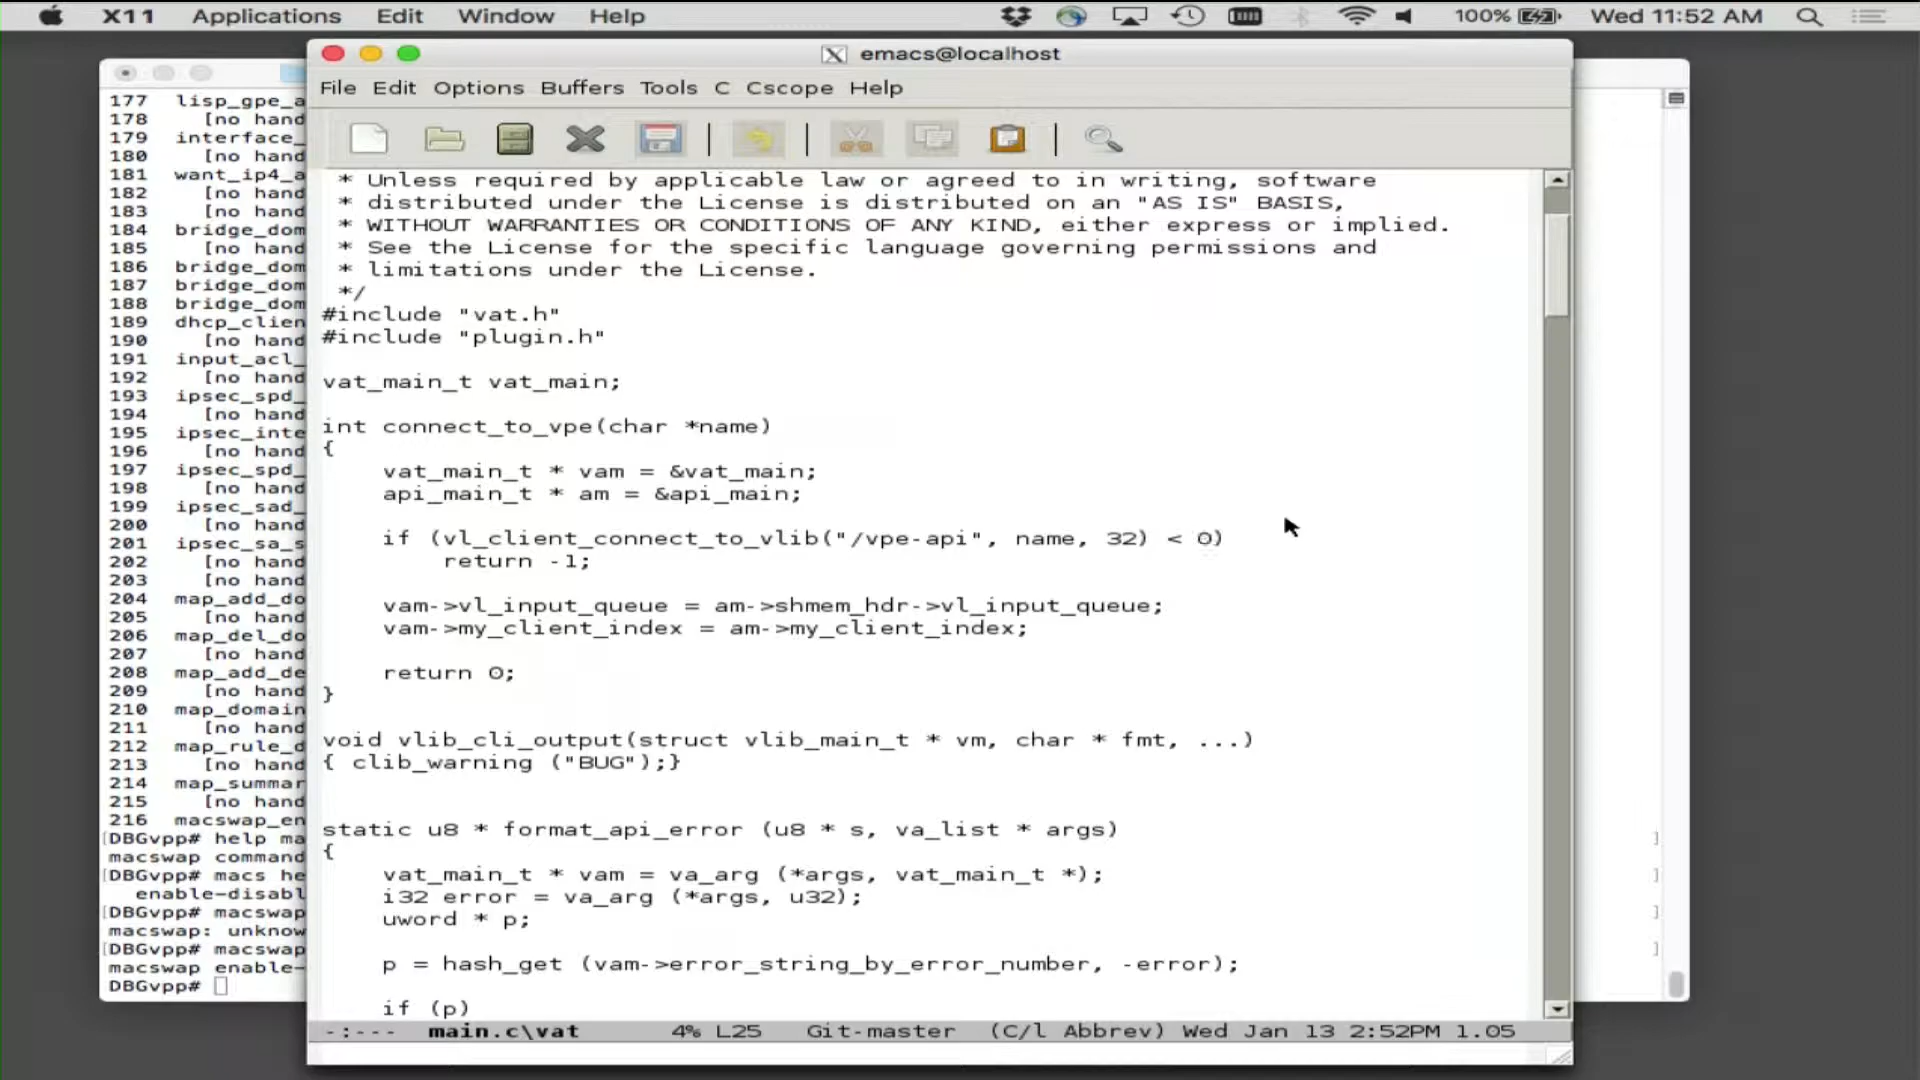 X11 Applications Edit Window Help 100% Wed 11:52 AM
emacs@localhost
File Edit Options Buffers Tools C Cscope Help
* Unless required by applicable law or agreed to in writing, software
* distributed under the License is distributed on an "AS IS" BASIS,
* WITHOUT WARRANTIES OR CONDITIONS OF ANY KIND, either express or implied.
* See the License for the specific language governing permissions and
* limitations under the License.
*/
#include "vat.h"
#include "plugin.h"
vat_main_t vat_main;
int connect_to_vpe(char *name)
{
vat_main_t * vam = &vat_main;
api_main_t * am = &api_main;
if (vl_client_connect_to_vlib("/vpe-api", name, 32) < 0)
return -1;
vam->vl_input_queue = am->shmem_hdr->vl_input_queue;
vam->my_client_index = am->my_client_index;
return 0;
}
void vlib_cli_output(struct vlib_main_t * vm, char * fmt, ...)
{ clib_warning ("BUG");}
static u8 * format_api_error (u8 * s, va_list * args)
{
vat_main_t * vam = va_arg (*args, vat_main_t *);
i32 error = va_arg (*args, u32);
uword * p;
p = hash_get (vam->error_string_by_error_number, -error);
if (p)
-:--- main.c\vat 4% L25 Git-master (C/l Abbrev) Wed Jan 13 2:52PM 1.05
177 lisp_gpe_a
178 [no hand
179 interface_
180 [no hand
181 want_ip4_a
182 [no hand
183 [no hand
184 bridge_dom
185 [no hand
186 bridge_dom
187 bridge_dom
188 bridge_dom
189 dhcp_clien
190 [no hand
191 input_acl_
192 [no hand
193 ipsec_spd_
194 [no hand
195 ipsec_inte
196 [no hand
197 ipsec_spd_
198 [no hand
199 ipsec_sad_
200 [no hand
201 ipsec_sa_s
202 [no hand
203 [no hand
204 map_add_do
205 [no hand
206 map_del_do
207 [no hand
208 map_add_de
209 [no hand
210 map_domain
211 [no hand
212 map_rule_d
213 [no hand
214 map_summar
215 [no hand
216 macswap_en
[DBGvpp# help ma ]
macswap command
[DBGvpp# macs he ]
enable-disabl
[DBGvpp# macswap ]
macswap: unknow
[DBGvpp# macswap ]
macswap enable-
DBGvpp#